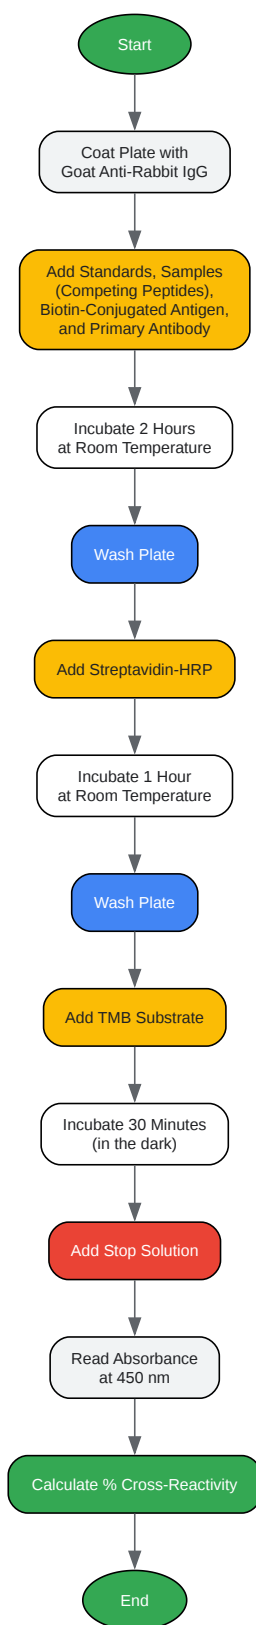 Start
Coat Plate with
Goat Anti-Rabbit IgG
Add Standards, Samples
(Competing Peptides),
Biotin-Conjugated Antigen,
and Primary Antibody
Incubate 2 Hours
at Room Temperature
Wash Plate
Add Streptavidin-HRP
Incubate 1 Hour
at Room Temperature
Wash Plate
Add TMB Substrate
Incubate 30 Minutes
(in the dark)
Add Stop Solution
Read Absorbance
at 450 nm
Calculate % Cross-Reactivity
End